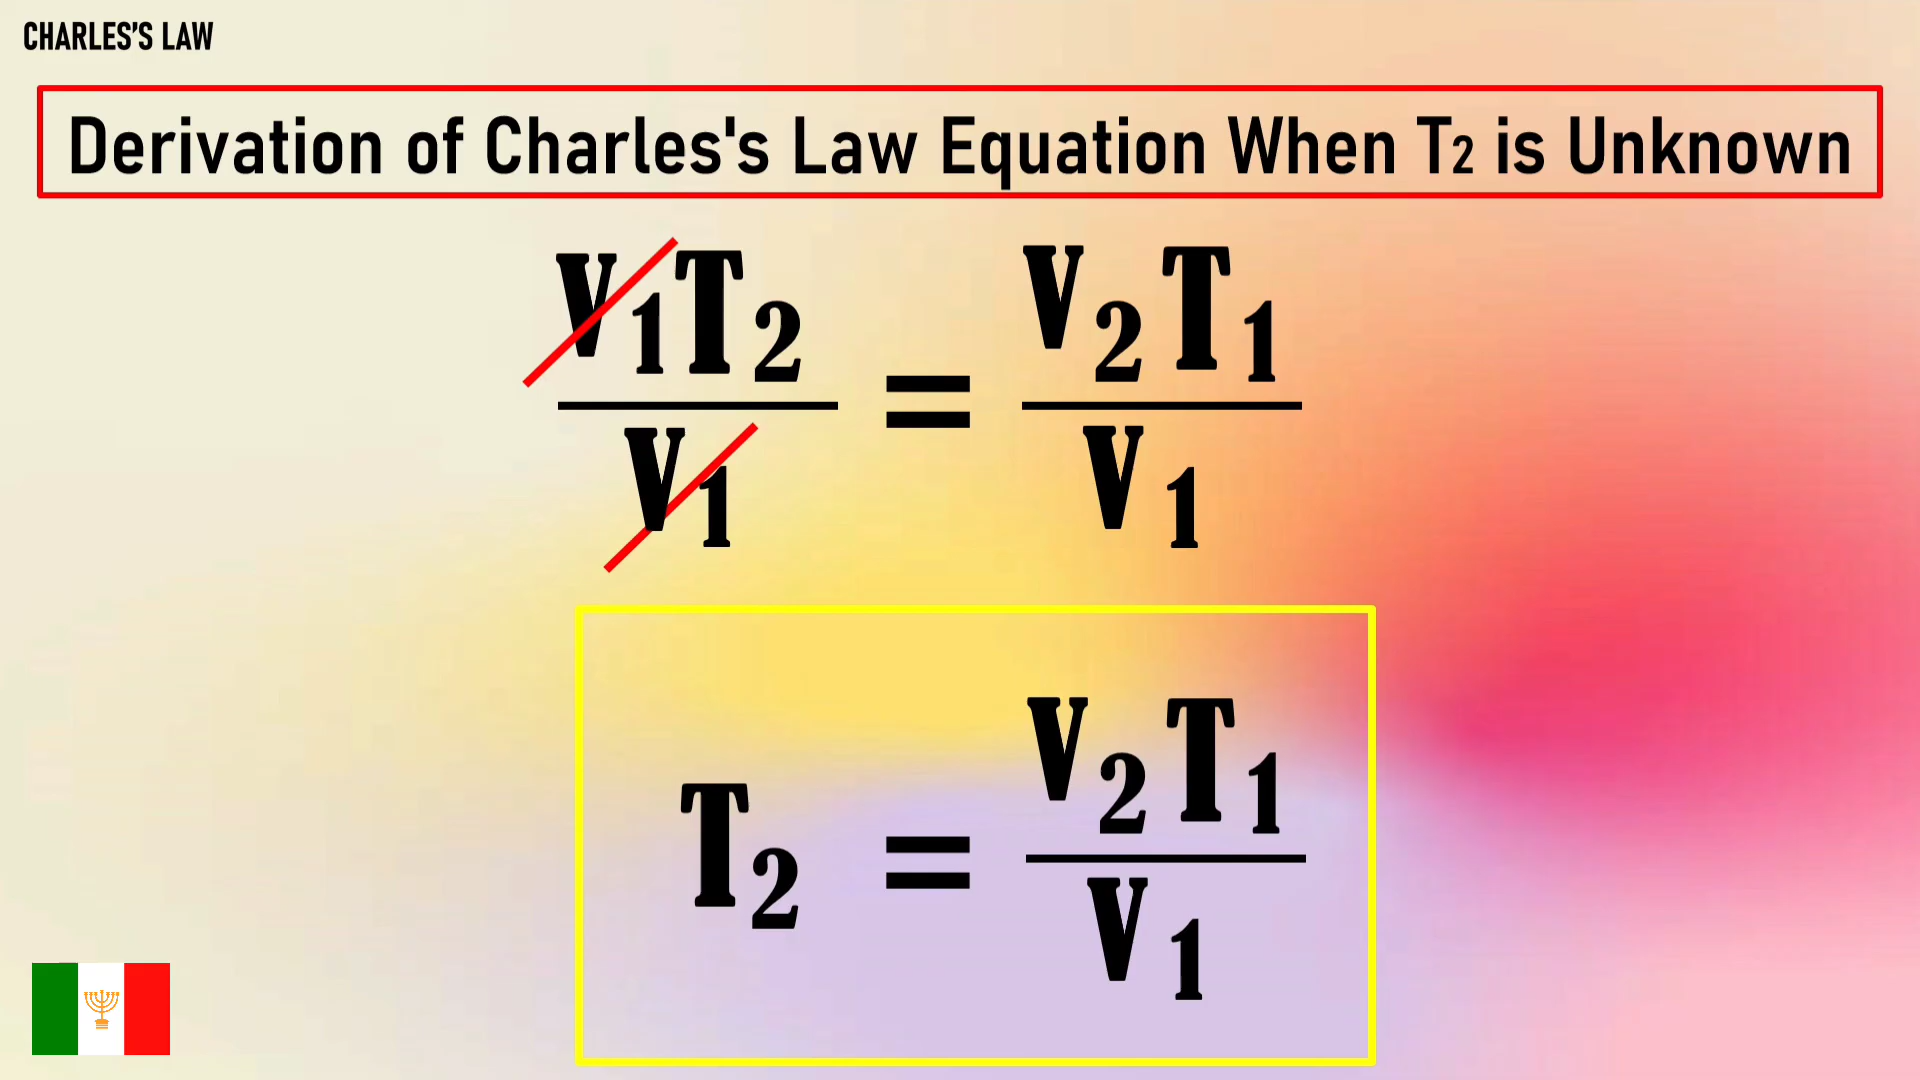 CHARLES'S LAW
Derivation of Charles's Law Equation When T₂ is Unknown
V₁T₂ / V₁ = V₂T₁ / V₁
T₂ = V₂T₁ / V₁